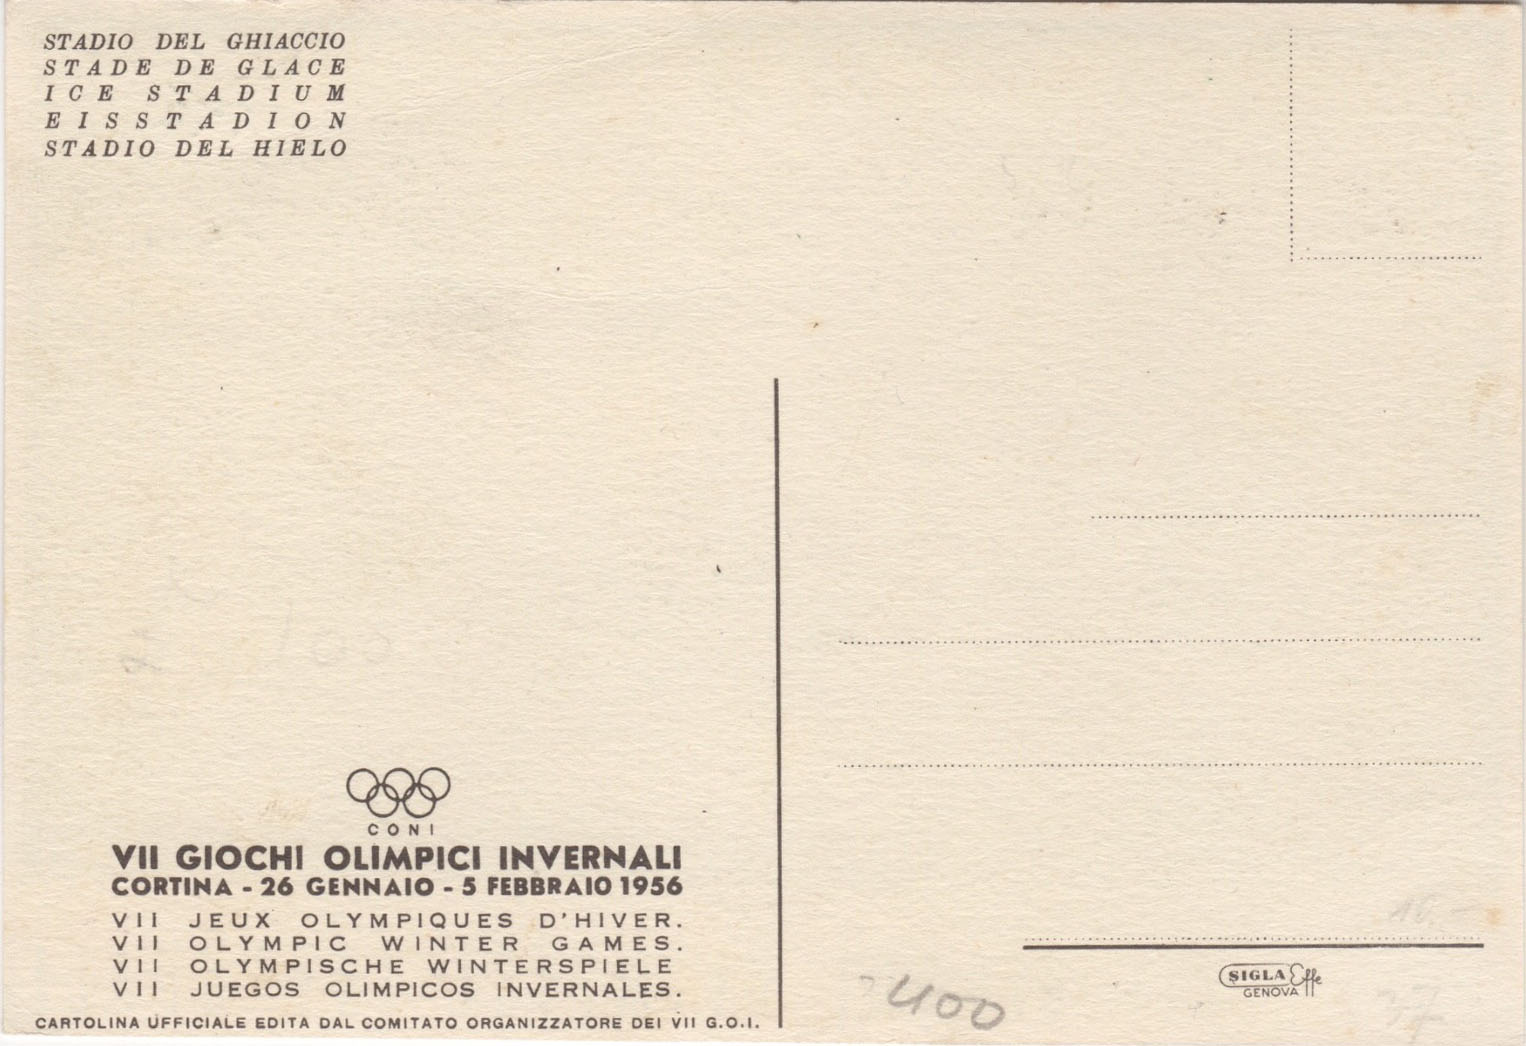 STADIO DEL GHIACCIO
STADE DE GLACE
ICE STADIUM
EISSTADION
STADIO DEL HIELO
CONI
VII GIOCHI OLIMPICI INVERNALI
CORTINA - 26 GENNAIO - 5 FEBBRAIO 1956
VII JEUX OLYMPIQUES D'HIVER.
VII OLYMPIC WINTER GAMES.
VII OLYMPISCHE WINTERSPIELE
VII JUEGOS OLIMPICOS INVERNALES.
CARTOLINA UFFICIALE EDITA DAL COMITATO ORGANIZZATORE DEI VII G.O.I.
SIGLA Effe
GENOVA
400